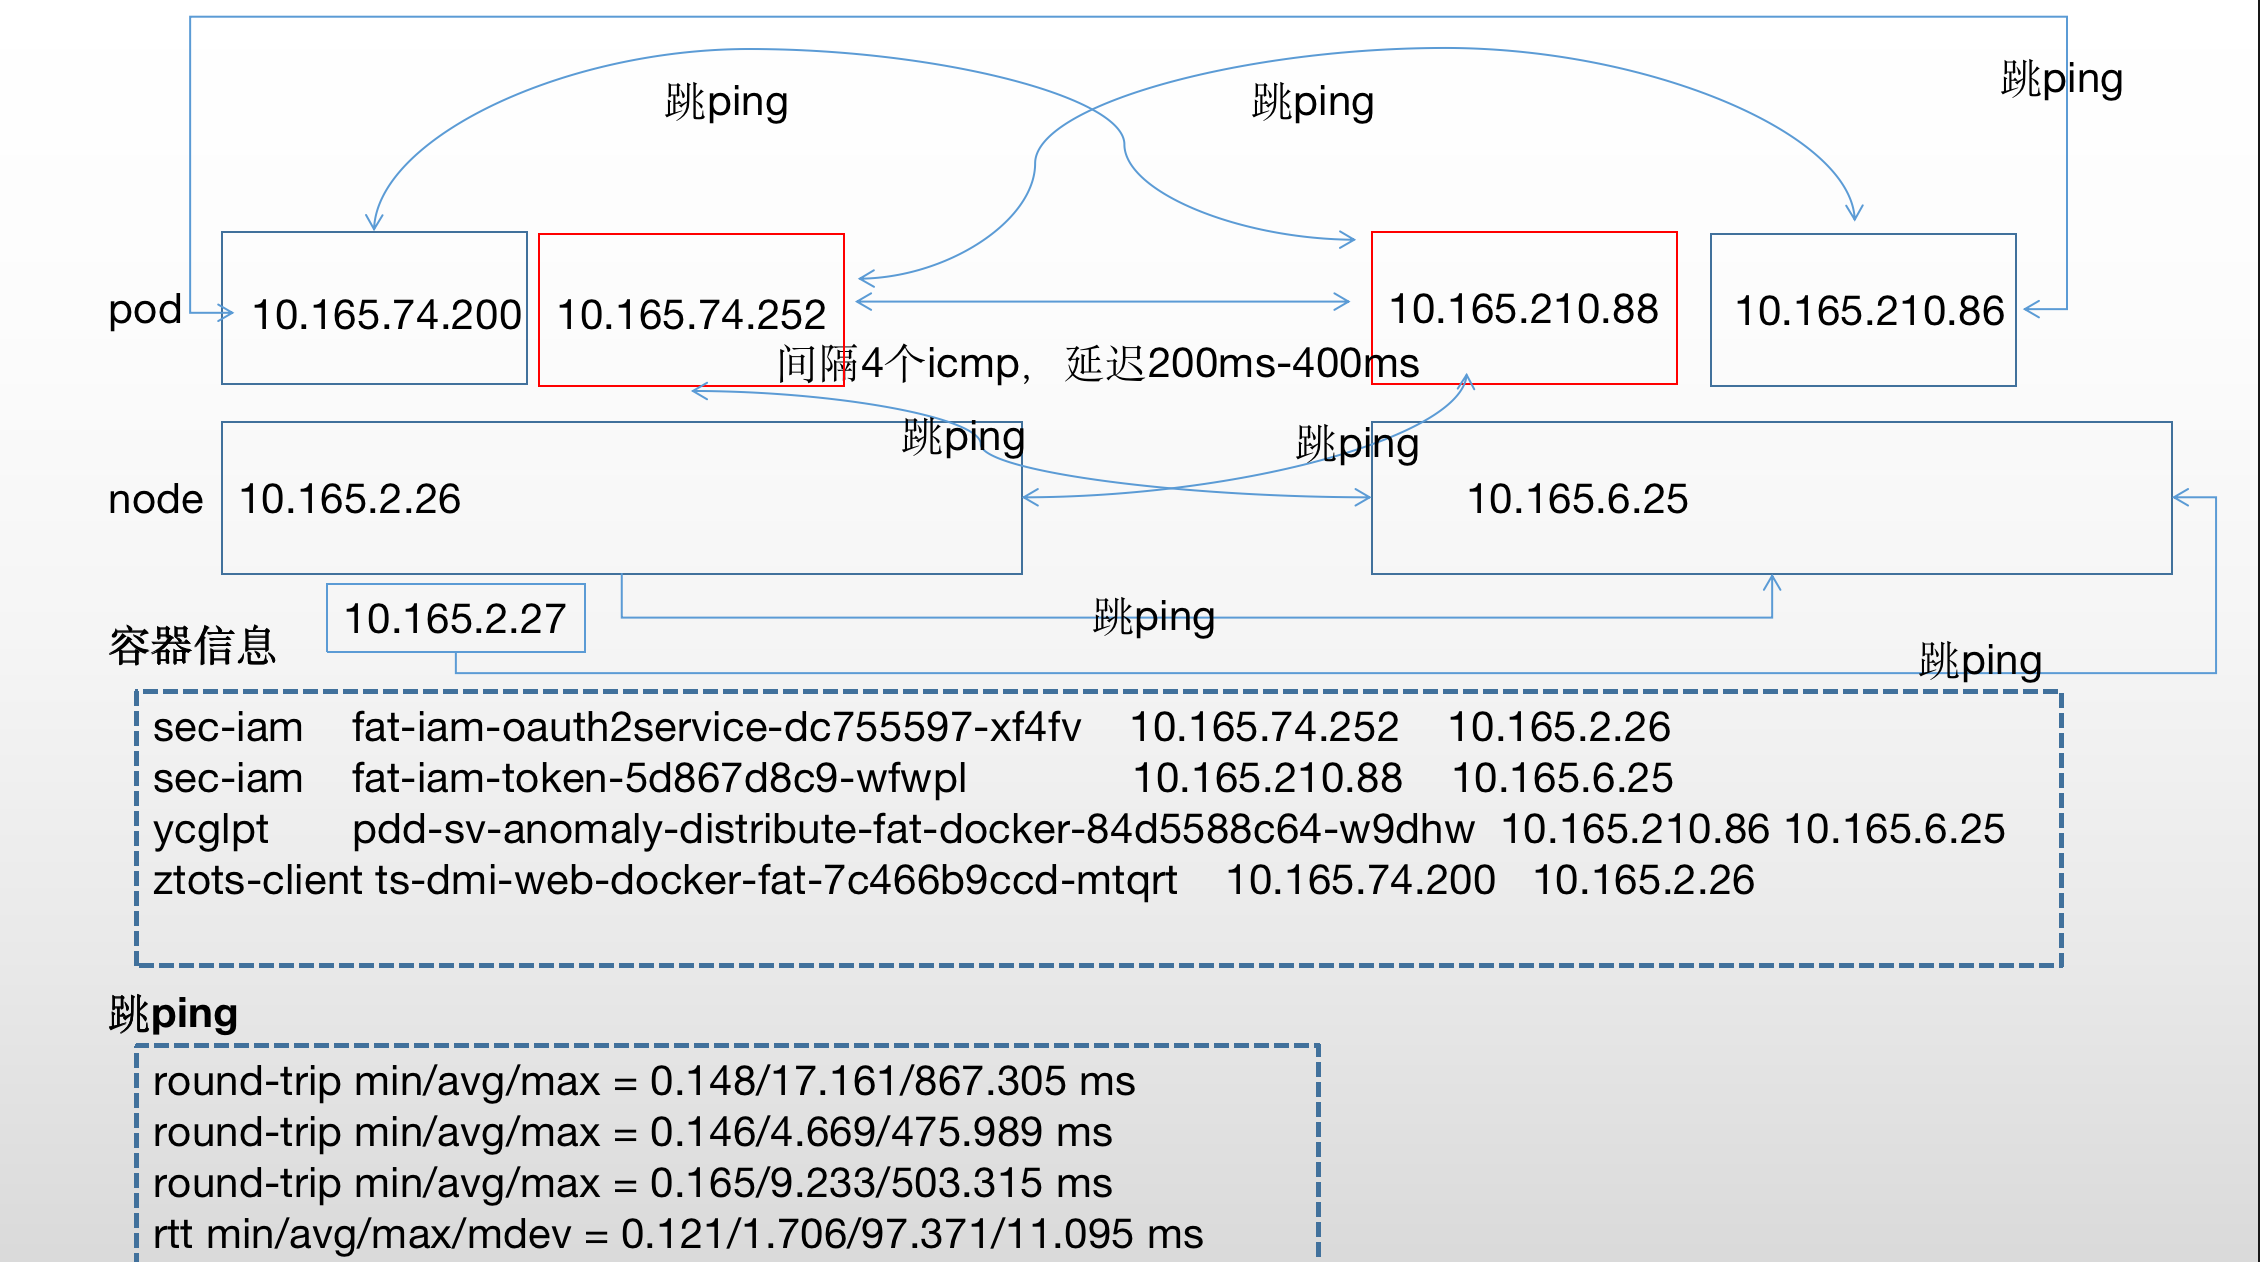 跳ping
跳ping
跳ping
pod
10.165.74.200
10.165.74.252
10.165.210.88
10.165.210.86
间隔4个icmp， 延迟200ms-400ms
跳ping
跳ping
node
10.165.2.26
10.165.6.25
10.165.2.27
跳ping
容器信息
跳ping
sec-iam fat-iam-oauth2service-dc755597-xf4fv 10.165.74.252 10.165.2.26
sec-iam fat-iam-token-5d867d8c9-wfwpl 10.165.210.88 10.165.6.25
ycglpt pdd-sv-anomaly-distribute-fat-docker-84d5588c64-w9dhw 10.165.210.86 10.165.6.25
ztots-client ts-dmi-web-docker-fat-7c466b9ccd-mtqrt 10.165.74.200 10.165.2.26
跳ping
round-trip min/avg/max = 0.148/17.161/867.305 ms
round-trip min/avg/max = 0.146/4.669/475.989 ms
round-trip min/avg/max = 0.165/9.233/503.315 ms
rtt min/avg/max/mdev = 0.121/1.706/97.371/11.095 ms